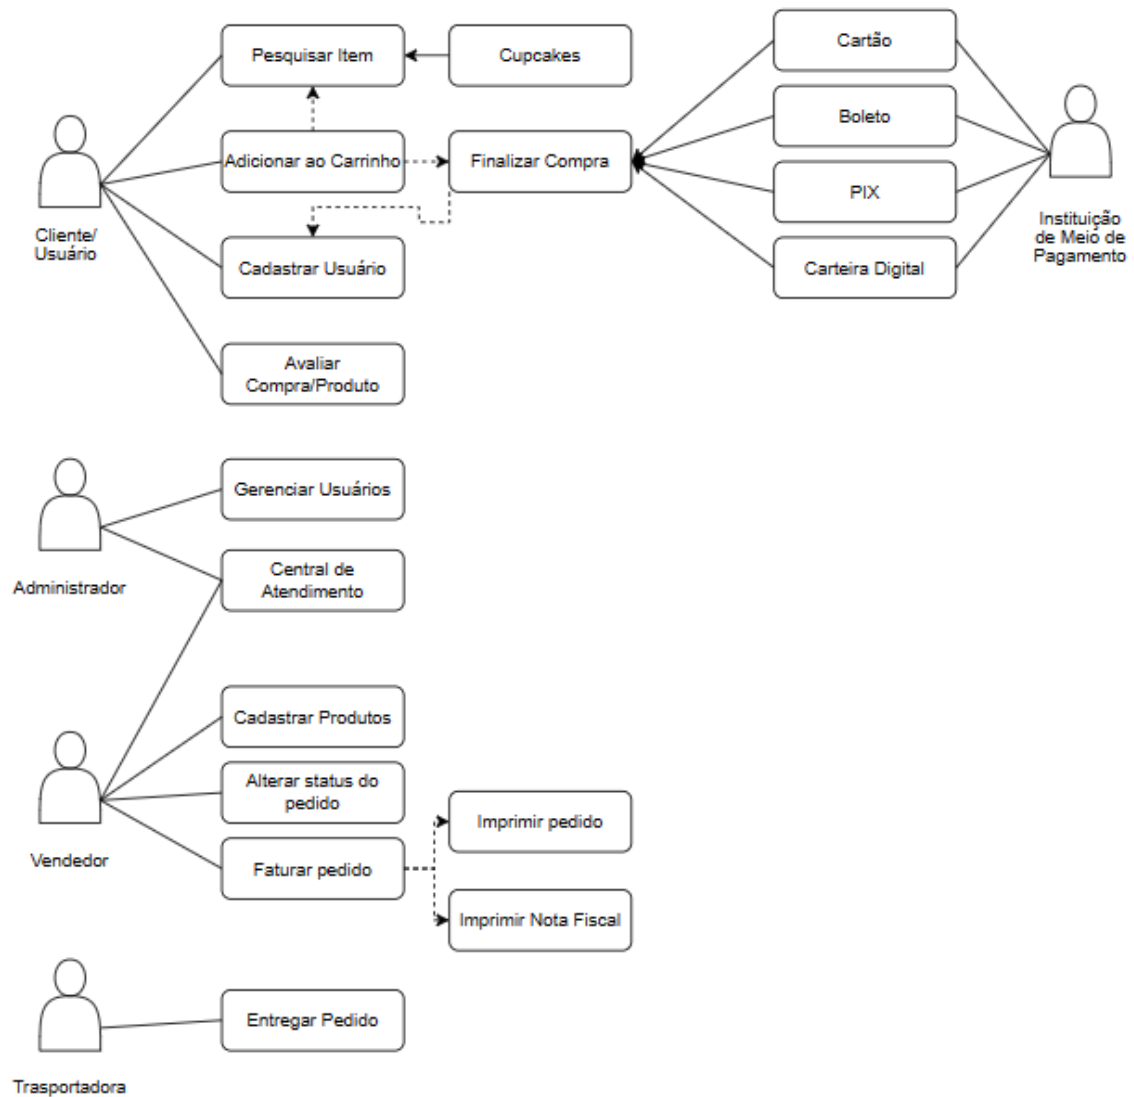 Pesquisar Item
Cupcakes
Cartão
Boleto
Adicionar ao Carrinho
Finalizar Compra
PIX
Cliente/
Usuário
Instituição
de Meio de
Pagamento
Cadastrar Usuário
Carteira Digital
Avaliar
Compra/Produto
Gerenciar Usuários
Central de
Atendimento
Administrador
Cadastrar Produtos
Alterar status do
pedido
Imprimir pedido
Vendedor
Faturar pedido
Imprimir Nota Fiscal
Entregar Pedido
Trasportadora